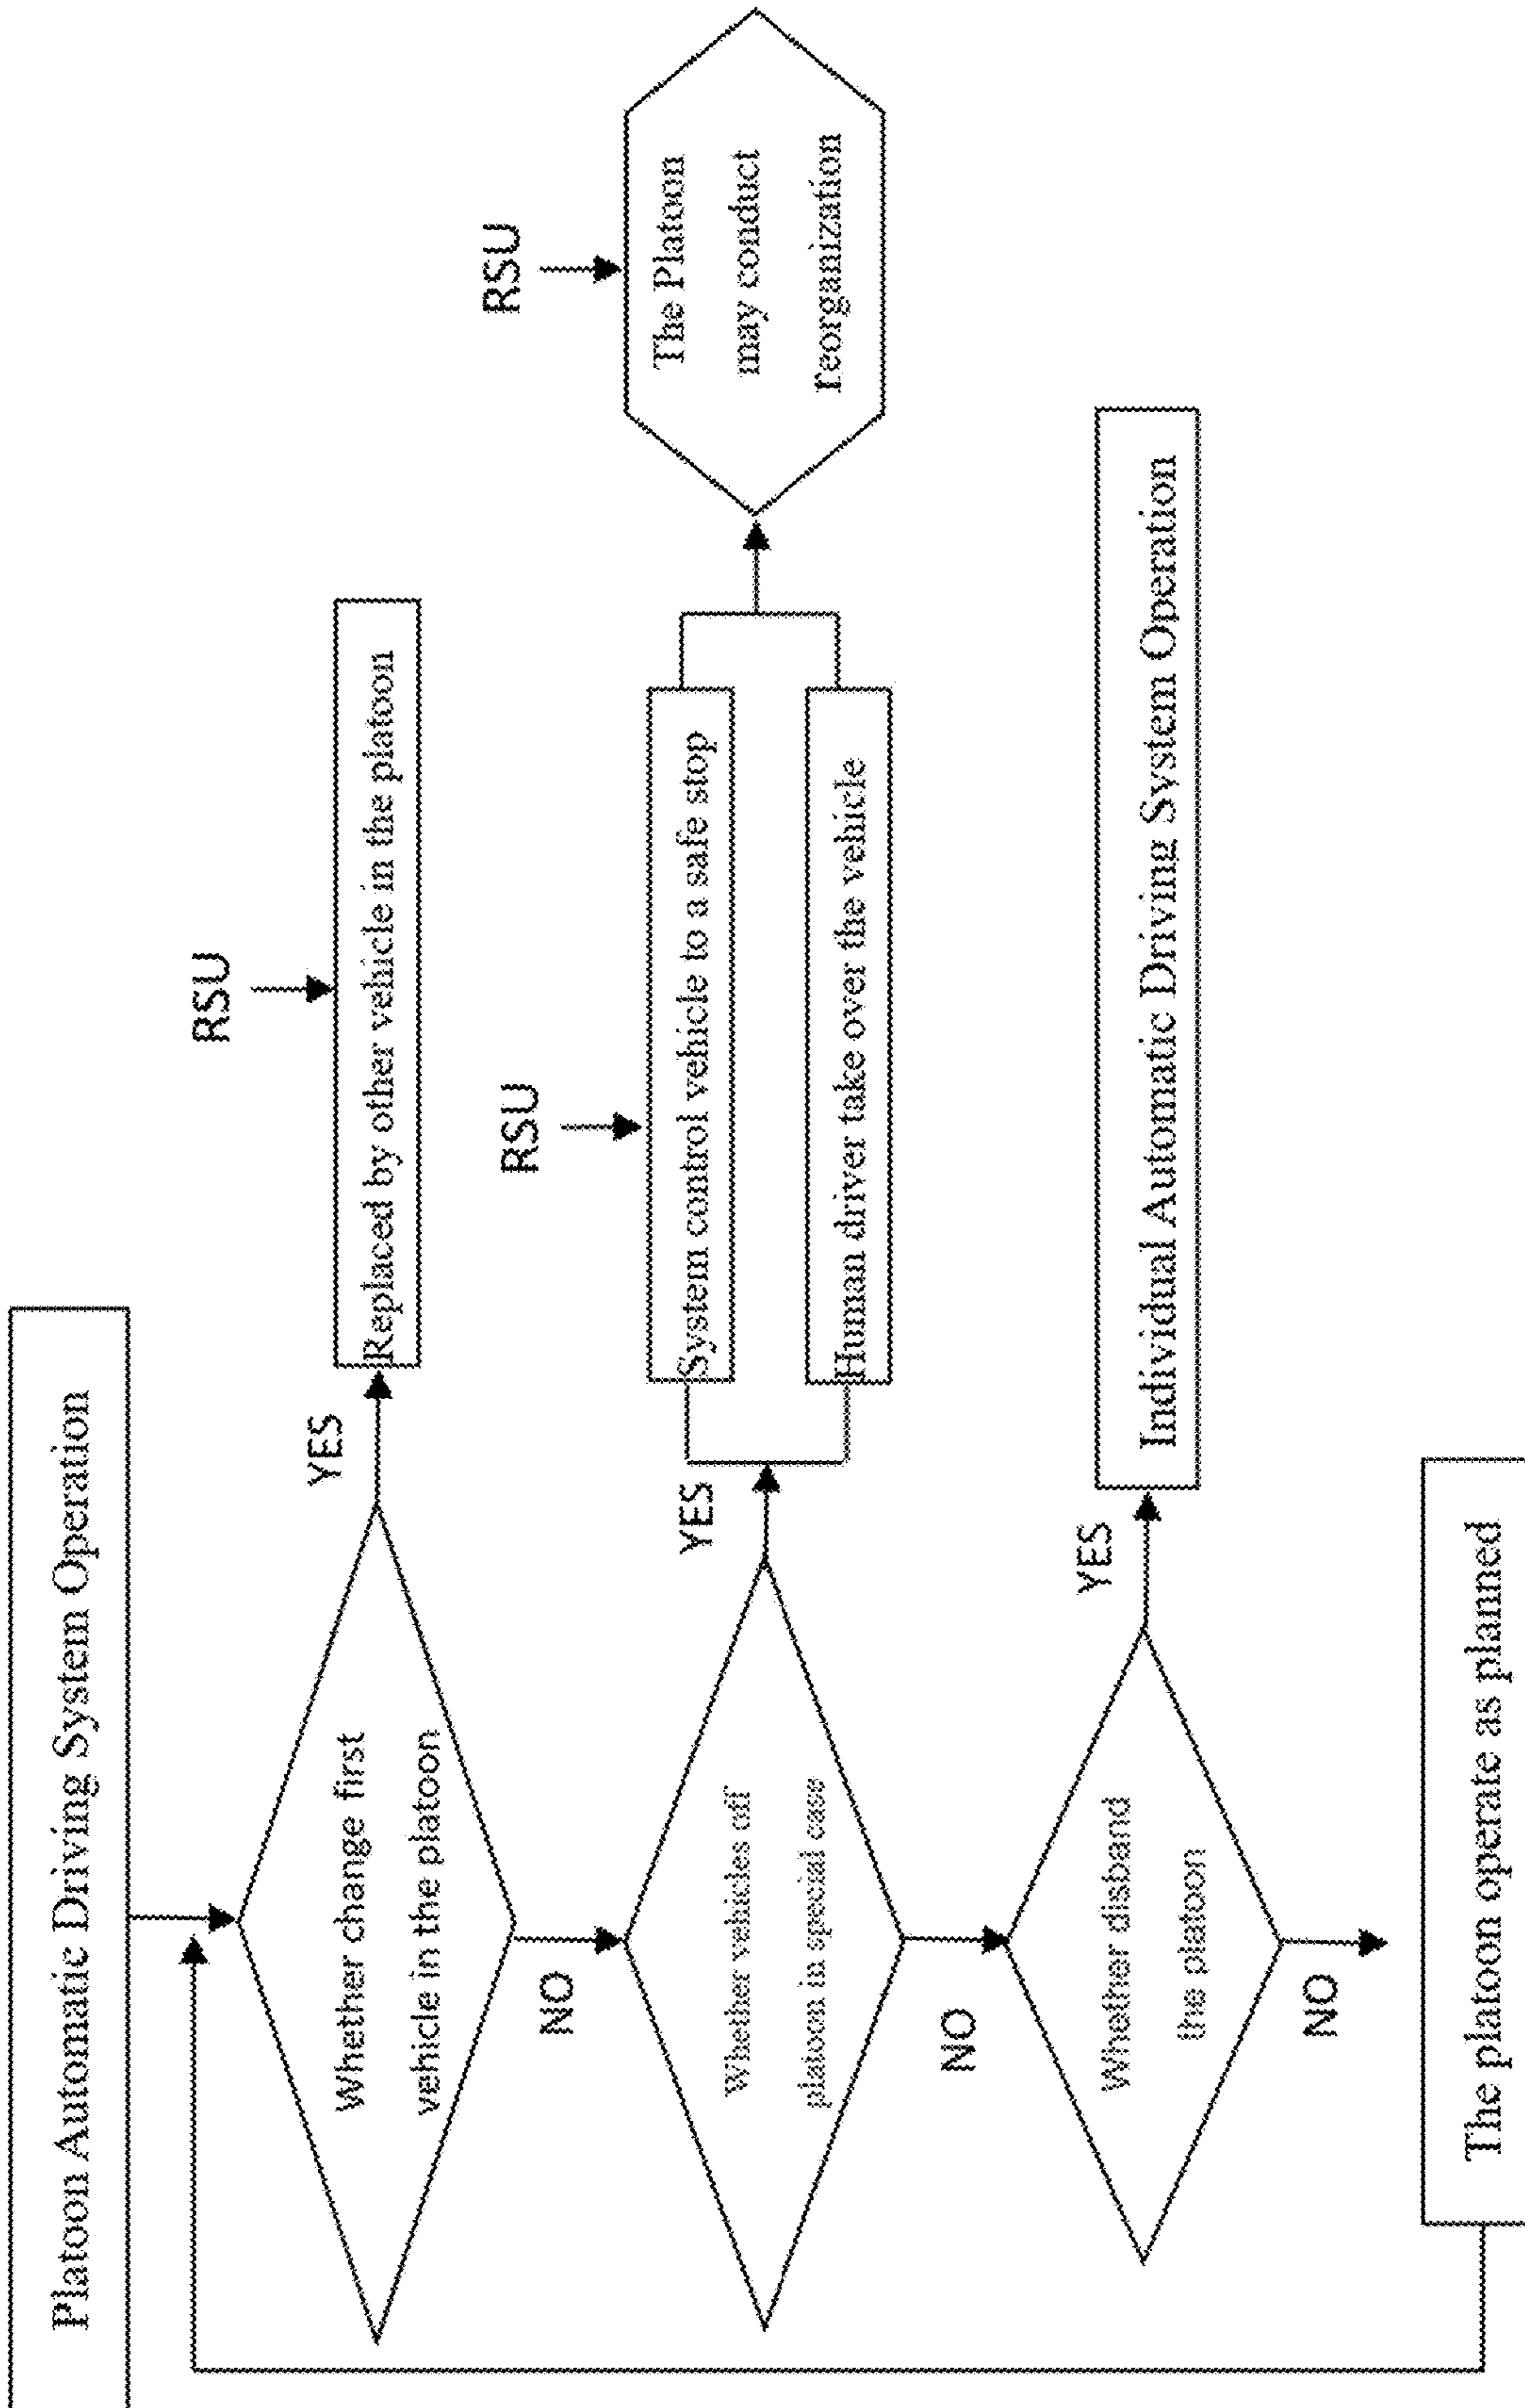 Platoon Automatic Driving System Operation
Whether change first
vehicle in the platoon
YES
RSU
Replaced by other vehicle in the platoon
NO
Whether vehicles off
platoon in special case
YES
RSU
System control vehicle to a safe stop
Human driver take over the vehicle
RSU
The Platoon
may conduct
reorganization
NO
Whether disband
the platoon
YES
Individual Automatic Driving System Operation
NO
The platoon operate as planned